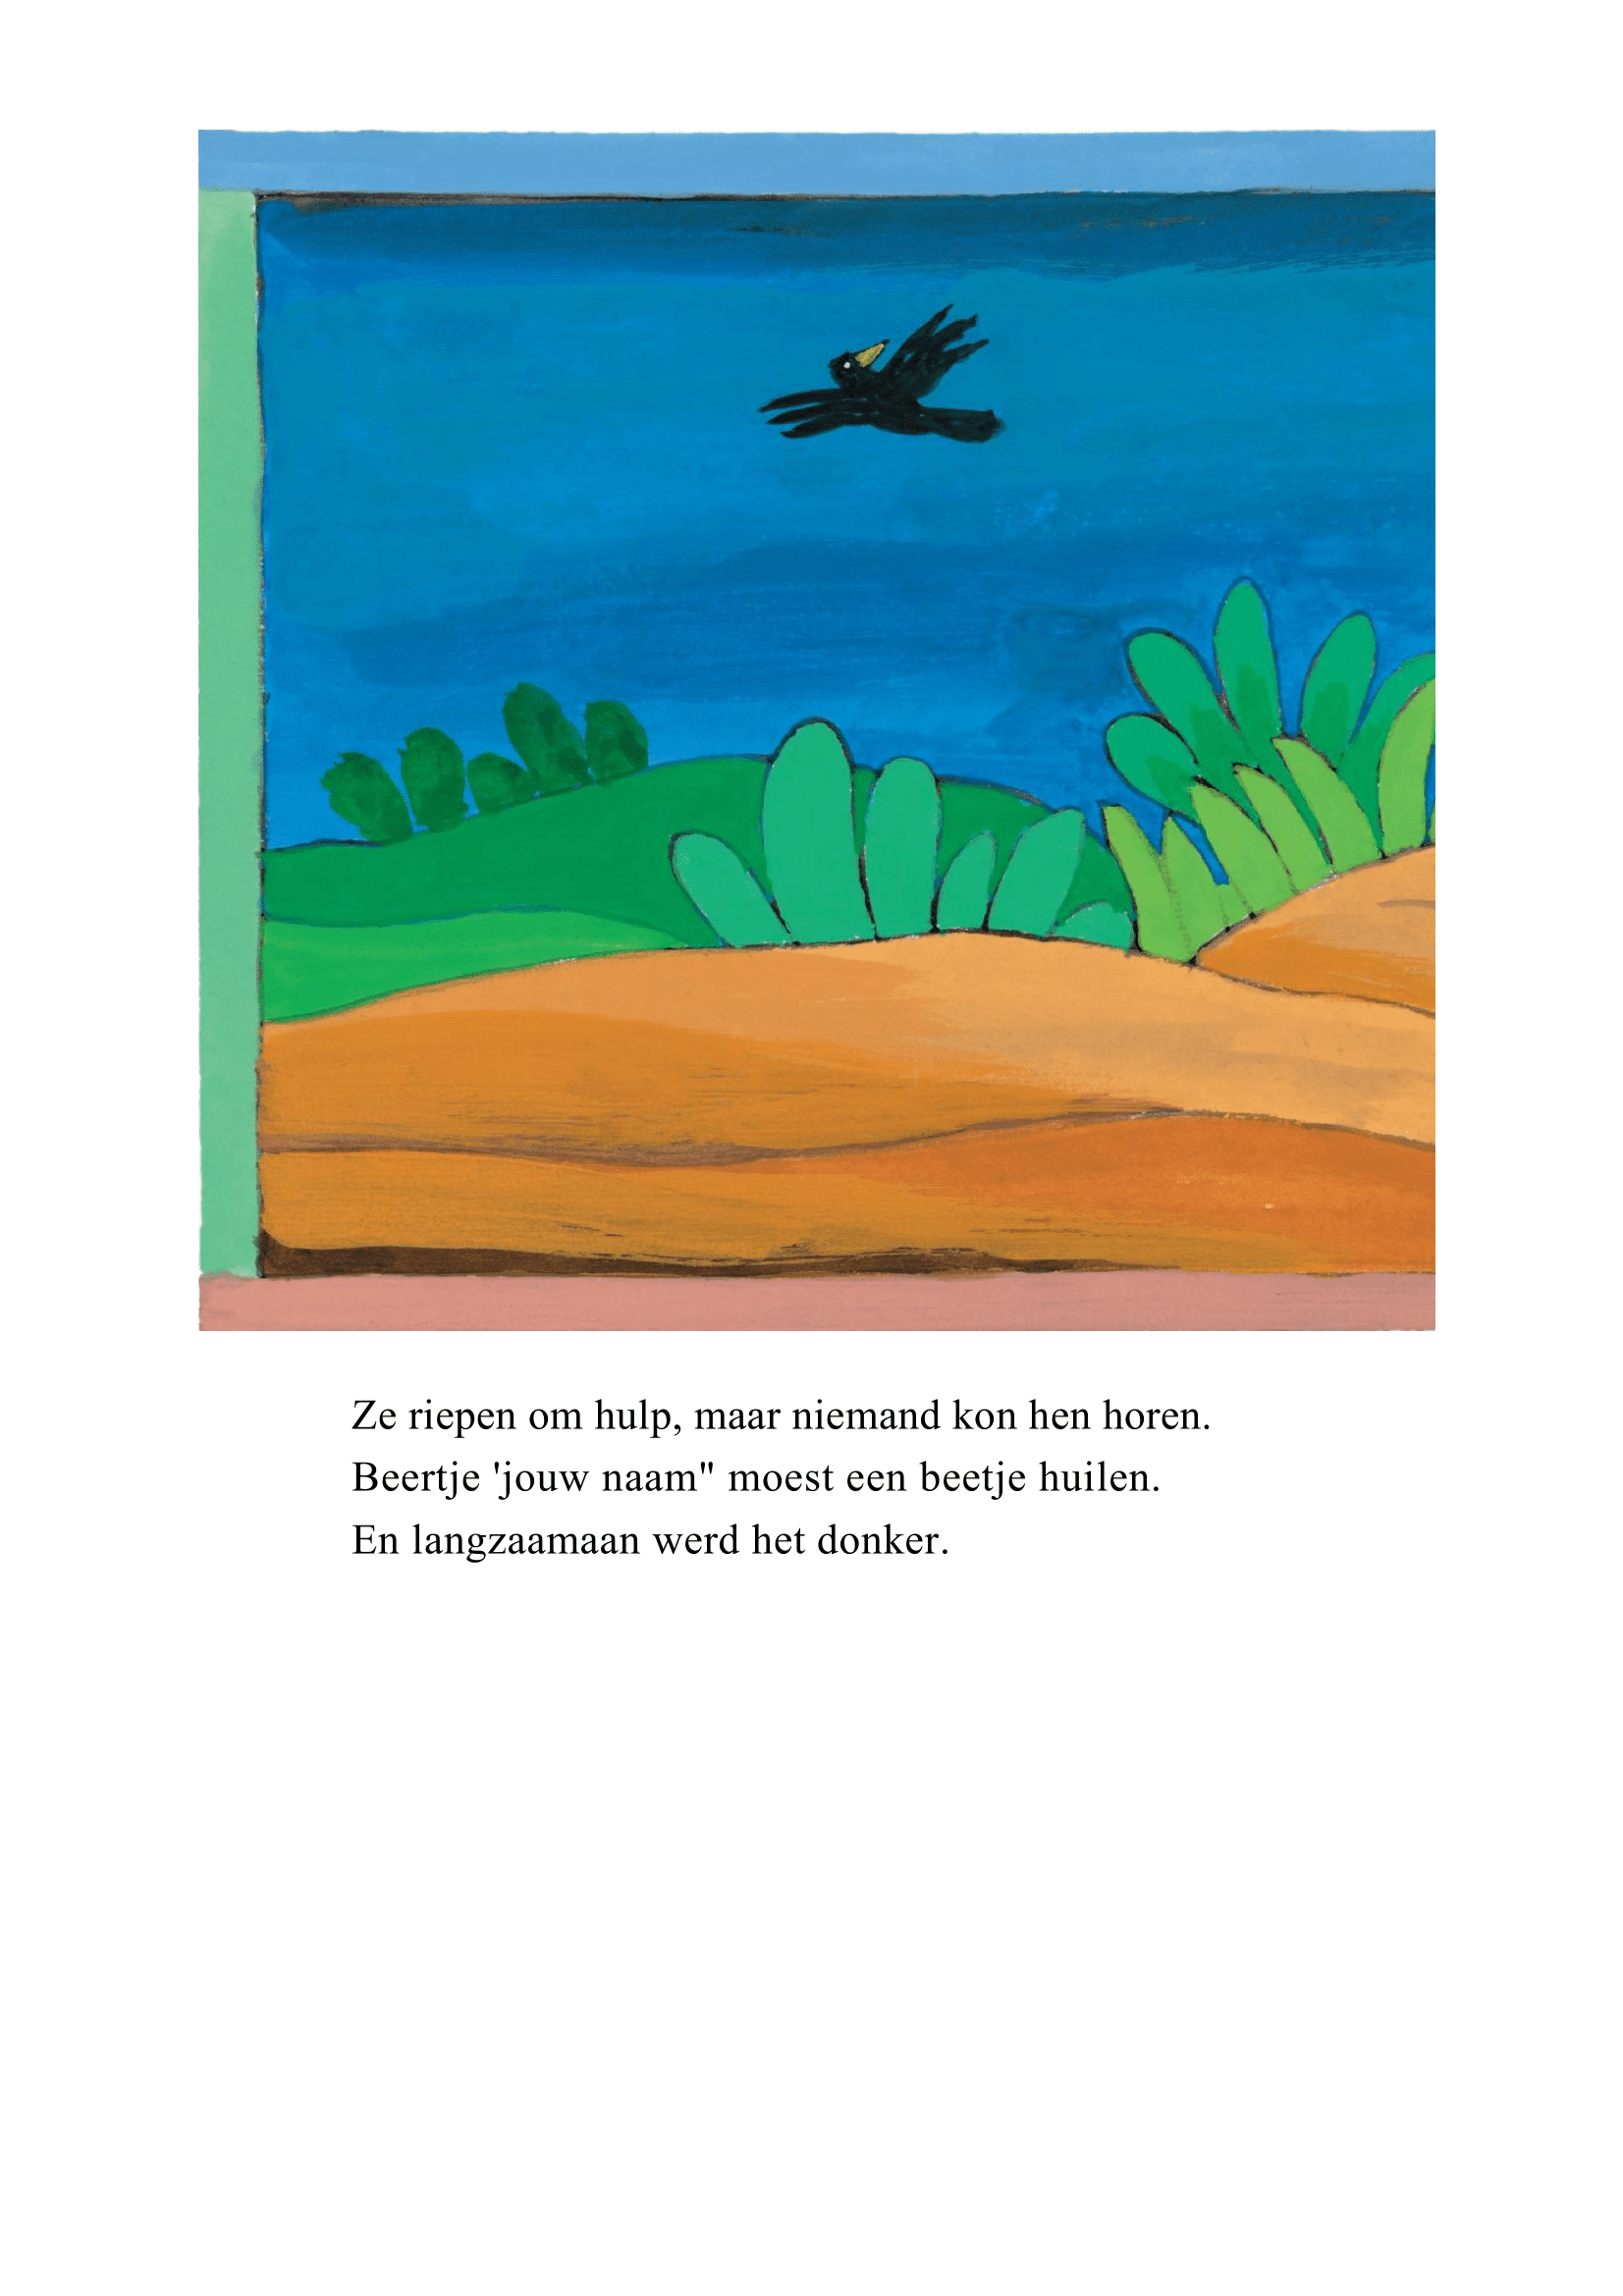 Ze riepen om hulp, maar niemand kon hen horen.
Beertje 'jouw naam" moest een beetje huilen.
En langzaamaan werd het donker.